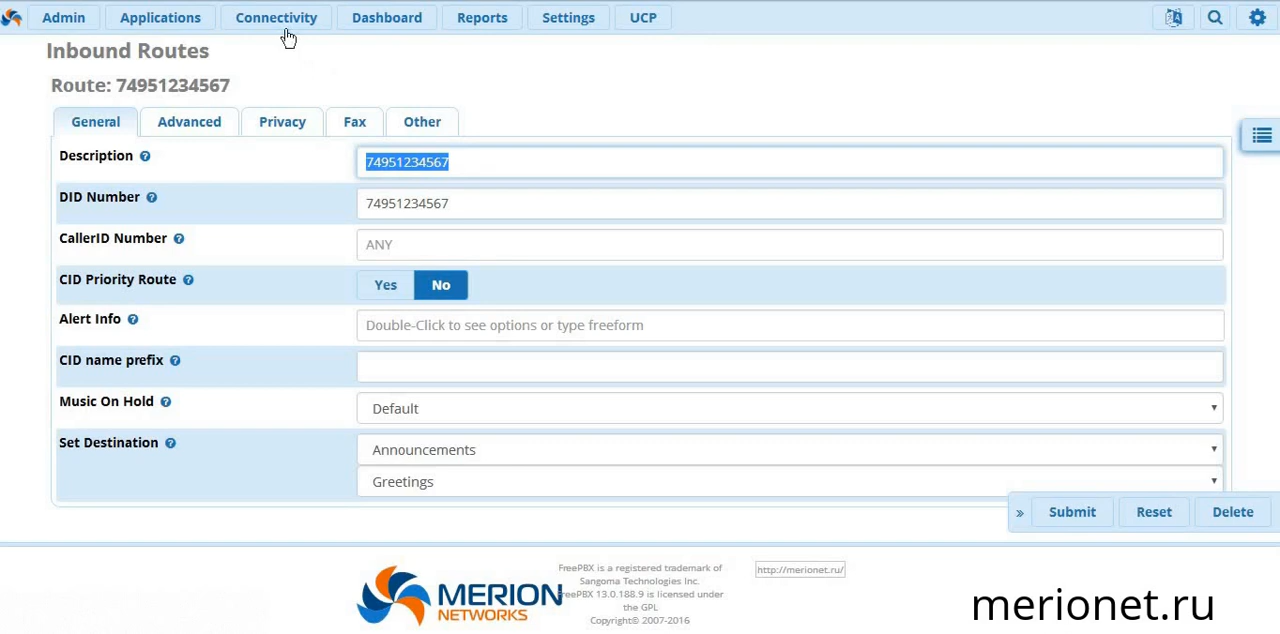 Admin Applications Connectivity Dashboard Reports Settings UCP
Inbound Routes
Route: 74951234567
General Advanced Privacy Fax Other
Description 74951234567
DID Number 74951234567
CallerID Number ANY
CID Priority Route Yes No
Alert Info Double-Click to see options or type freeform
CID name prefix
Music On Hold Default
Set Destination Announcements
Greetings
» Submit Reset Delete
MERION
NETWORKS
FreePBX is a registered trademark of
Sangoma Technologies Inc.
FreePBX 13.0.188.9 is licensed under
the GPL
Copyright© 2007-2016
http://merionet.ru/
merionet.ru